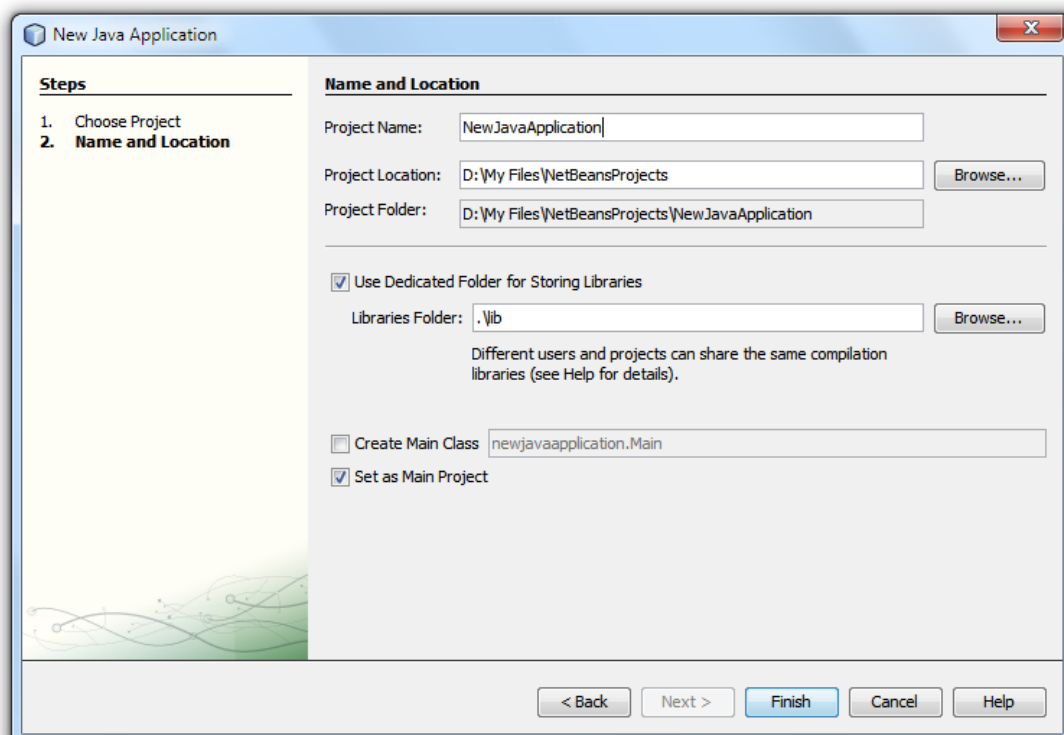 New Java Application
Steps
1. Choose Project
2. Name and Location
Name and Location
Project Name: NewJavaApplication
Project Location: D:\My Files\NetBeansProjects Browse...
Project Folder: D:\My Files\NetBeansProjects\NewJavaApplication
Use Dedicated Folder for Storing Libraries
Libraries Folder: .\lib Browse...
Different users and projects can share the same compilation
libraries (see Help for details).
Create Main Class newjavaapplication.Main
Set as Main Project
< Back Next > Finish Cancel Help